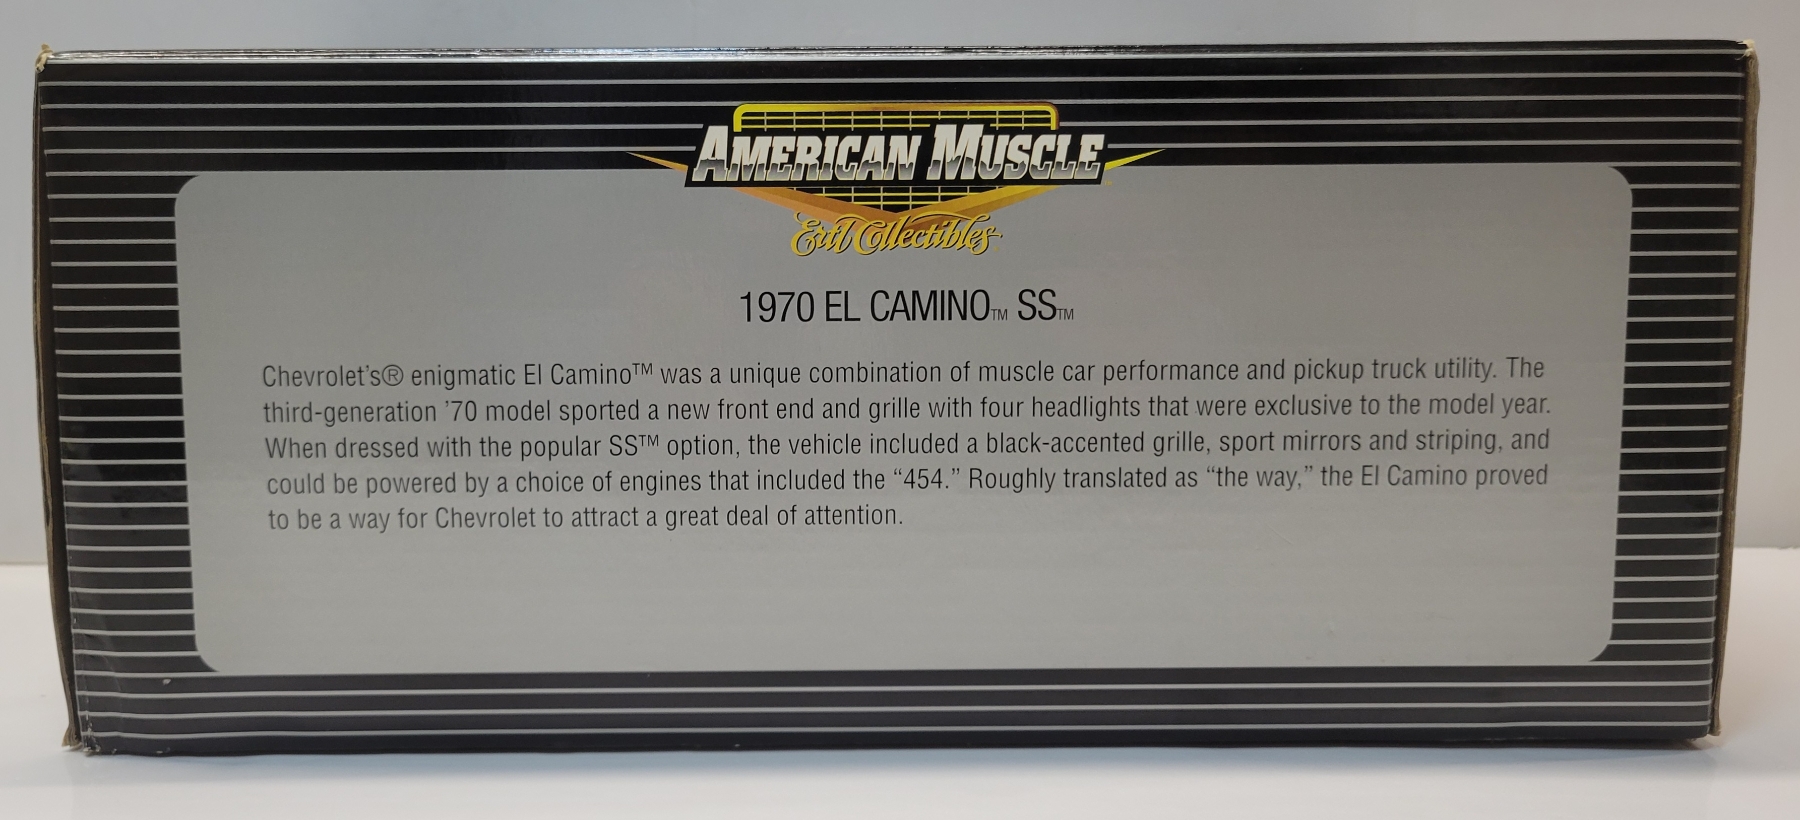 AMERICAN MUSCLE
Ertl Collectibles
1970 EL CAMINO™ SS™
Chevrolet's® enigmatic El Camino™ was a unique combination of muscle car performance and pickup truck utility. The
third-generation '70 model sported a new front end and grille with four headlights that were exclusive to the model year.
When dressed with the popular SS™ option, the vehicle included a black-accented grille, sport mirrors and striping, and
could be powered by a choice of engines that included the “454.” Roughly translated as “the way,” the El Camino proved
to be a way for Chevrolet to attract a great deal of attention.